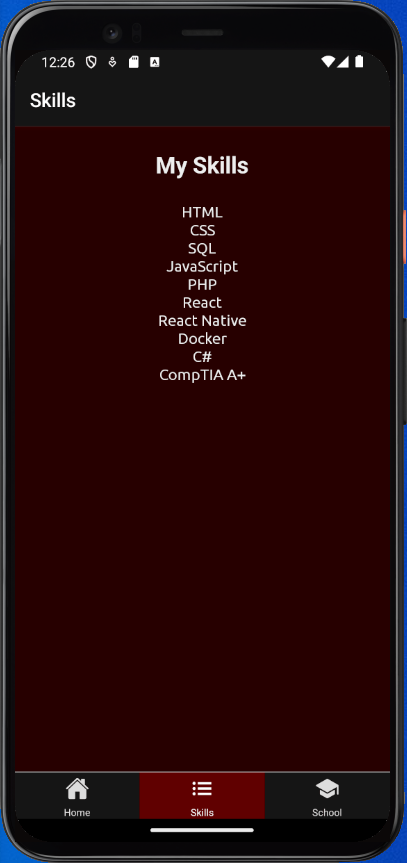 12:26
Skills
My Skills
HTML
CSS
SQL
JavaScript
PHP
React
React Native
Docker
C#
CompTIA A+
Home
Skills
School